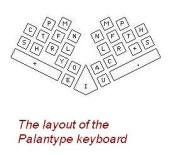 P M M P
C T F N N F T H
S H R L L C R + S
+ Y O A C -
E I U
The layout of the
Palantype keyboard